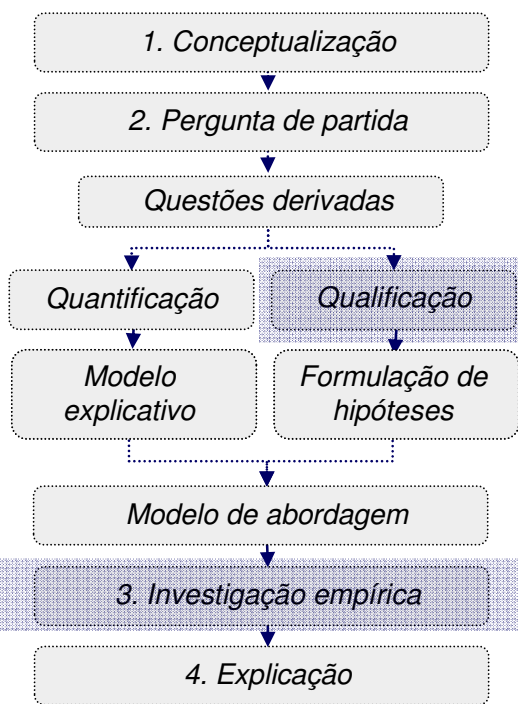 1. Conceptualização
2. Pergunta de partida
Questões derivadas
Quantificação
Qualificação
Modelo
explicativo
Formulação de
hipóteses
Modelo de abordagem
3. Investigação empírica
4. Explicação